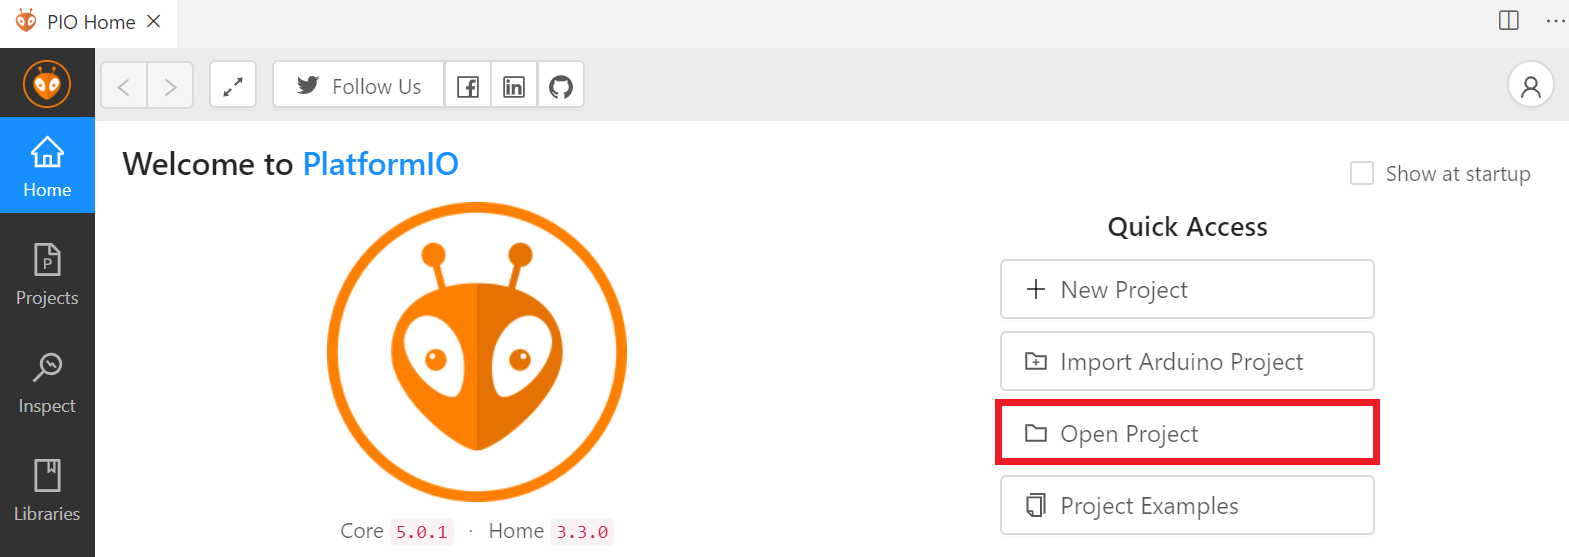 PIO Home
Follow Us
Home
Projects
Inspect
Libraries
Welcome to PlatformIO
Core 5.0.1 · Home 3.3.0
Show at startup
Quick Access
New Project
Import Arduino Project
Open Project
Project Examples